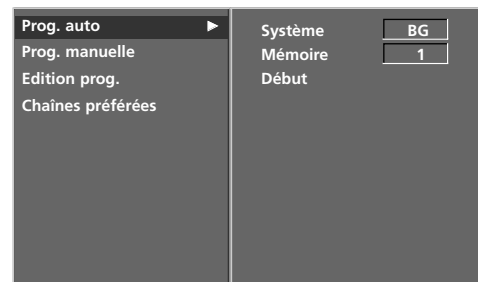 Prog. auto ►
Prog. manuelle
Edition prog.
Chaînes préférées
Système BG
Mémoire 1
Début